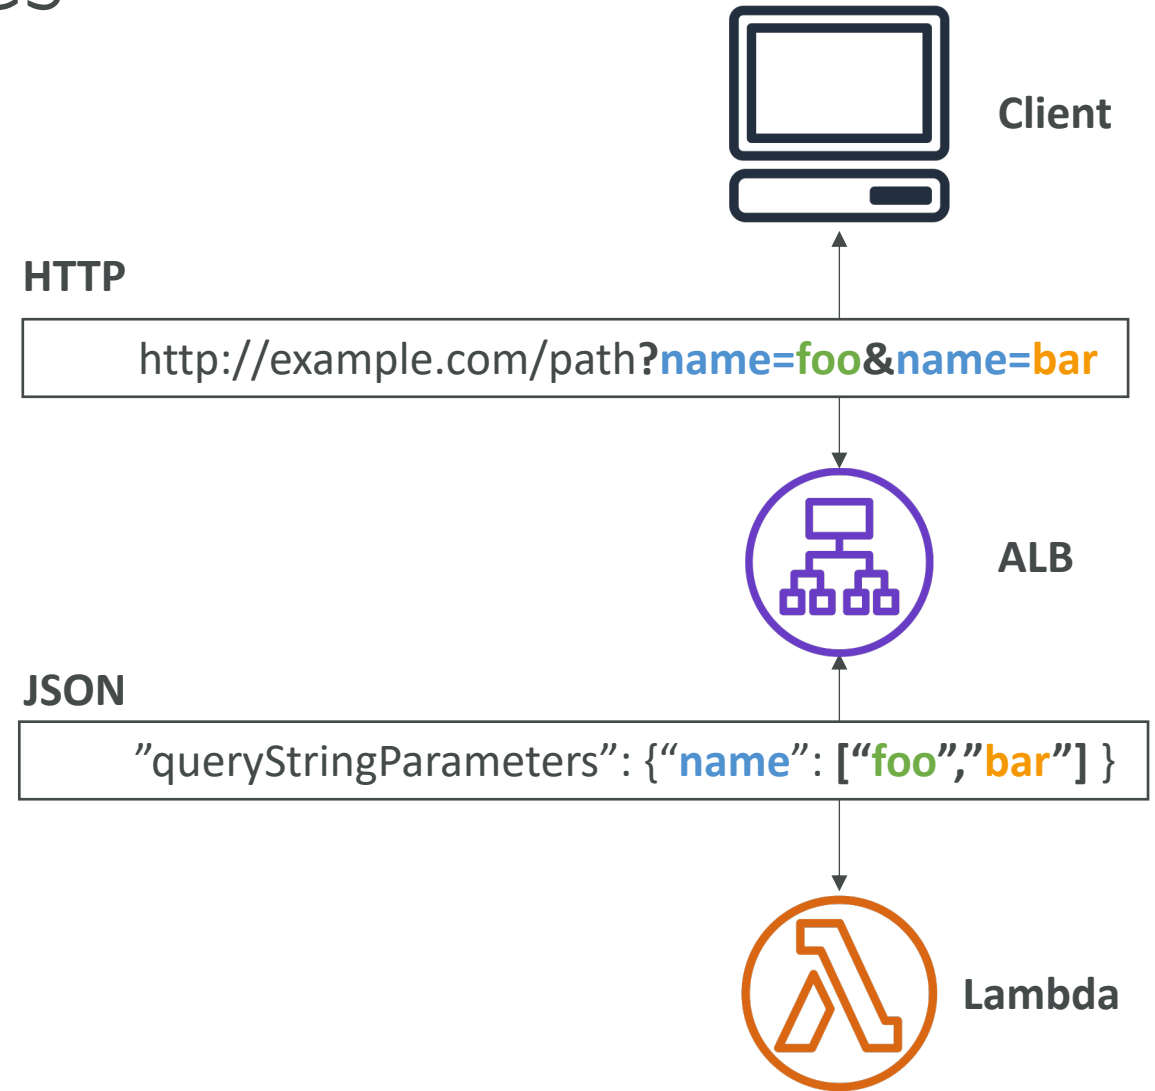 Client
HTTP
http://example.com/path?name=foo&name=bar
ALB
JSON
”queryStringParameters”: {“name”: [“foo”,”bar”] }
Lambda